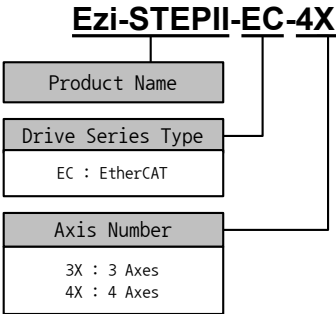 Ezi-STEPII-EC-4X
Product Name
Drive Series Type
EC : EtherCAT
Axis Number
3X : 3 Axes
4X : 4 Axes